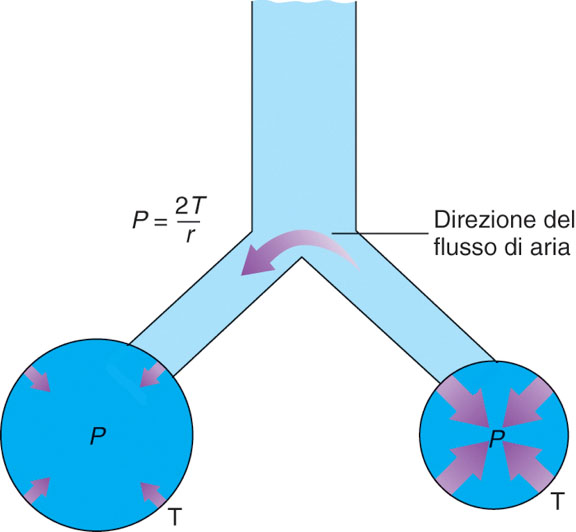 P = 2T/r
Direzione del
flusso di aria
P
T
P
T